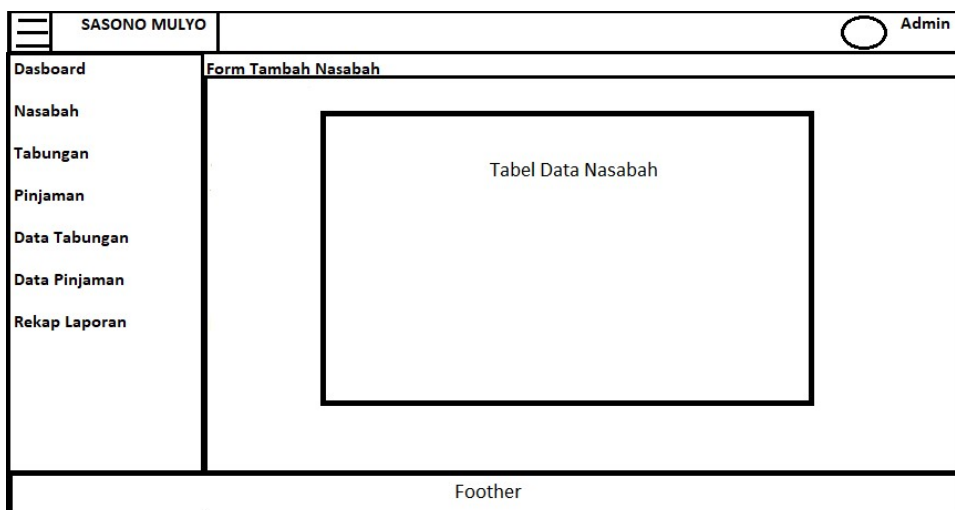 SASONO MULYO
Admin
Dasboard
Form Tambah Nasabah
Nasabah
Tabungan
Tabel Data Nasabah
Pinjaman
Data Tabungan
Data Pinjaman
Rekap Laporan
Foother